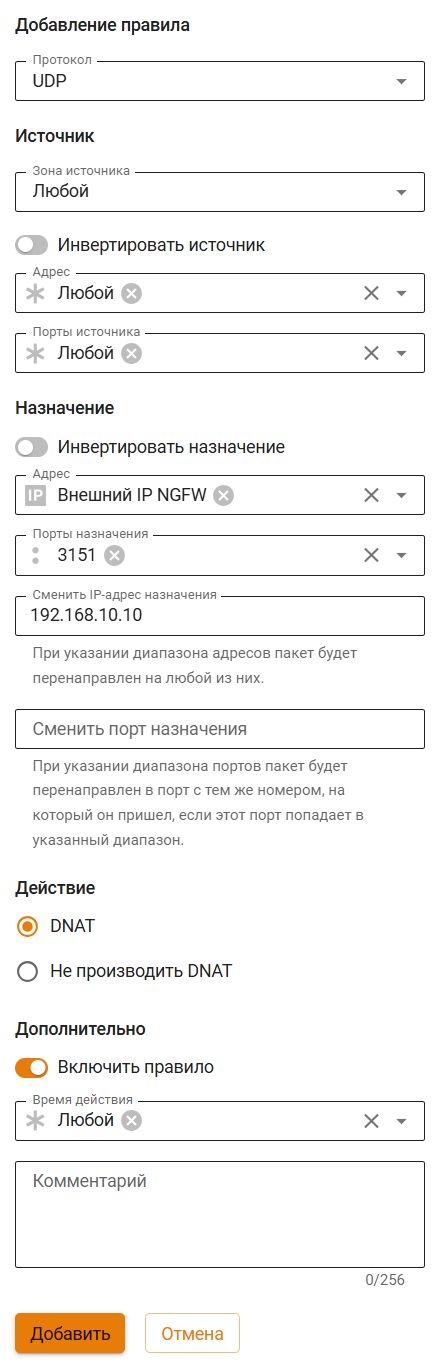 Добавление правила
Протокол
UDP
Источник
Зона источника
Любой
Инвертировать источник
Адрес
Любой
Порты источника
Любой
Назначение
Инвертировать назначение
Адрес
IP Внешний IP NGFW
Порты назначения
3151
Сменить IP-адрес назначения
192.168.10.10
При указании диапазона адресов пакет будет
перенаправлен на любой из них.
Сменить порт назначения
При указании диапазона портов пакет будет
перенаправлен в порт с тем же номером, на
который он пришел, если этот порт попадает в
указанный диапазон.
Действие
DNAT
Не производить DNAT
Дополнительно
Включить правило
Время действия
Любой
Комментарий
0/256
Добавить Отмена